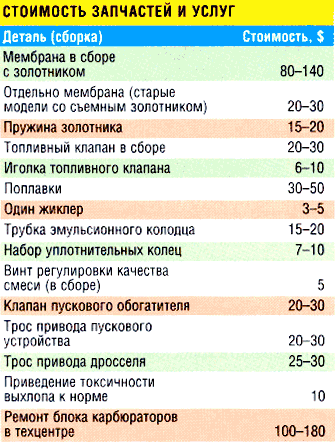 СТОИМОСТЬ ЗАПЧАСТЕЙ И УСЛУГ
Деталь (сборка) Стоимость, $
Мембрана в сборе
с золотником 80–140
Отдельно мембрана (старые
модели со съемным золотником) 20–30
Пружина золотника 15–20
Топливный клапан в сборе 20–30
Иголка топливного клапана 6–10
Поплавки 30–50
Один жиклер 3–5
Трубка эмульсионного колодца 15–20
Набор уплотнительных колец 7–10
Винт регулировки качества
смеси (в сборе) 5
Клапан пускового обогатителя 20–30
Трос привода пускового
устройства 20–30
Трос привода дросселя 25–30
Приведение токсичности
выхлопа к норме 10
Ремонт блока карбюраторов
в техцентре 100–180